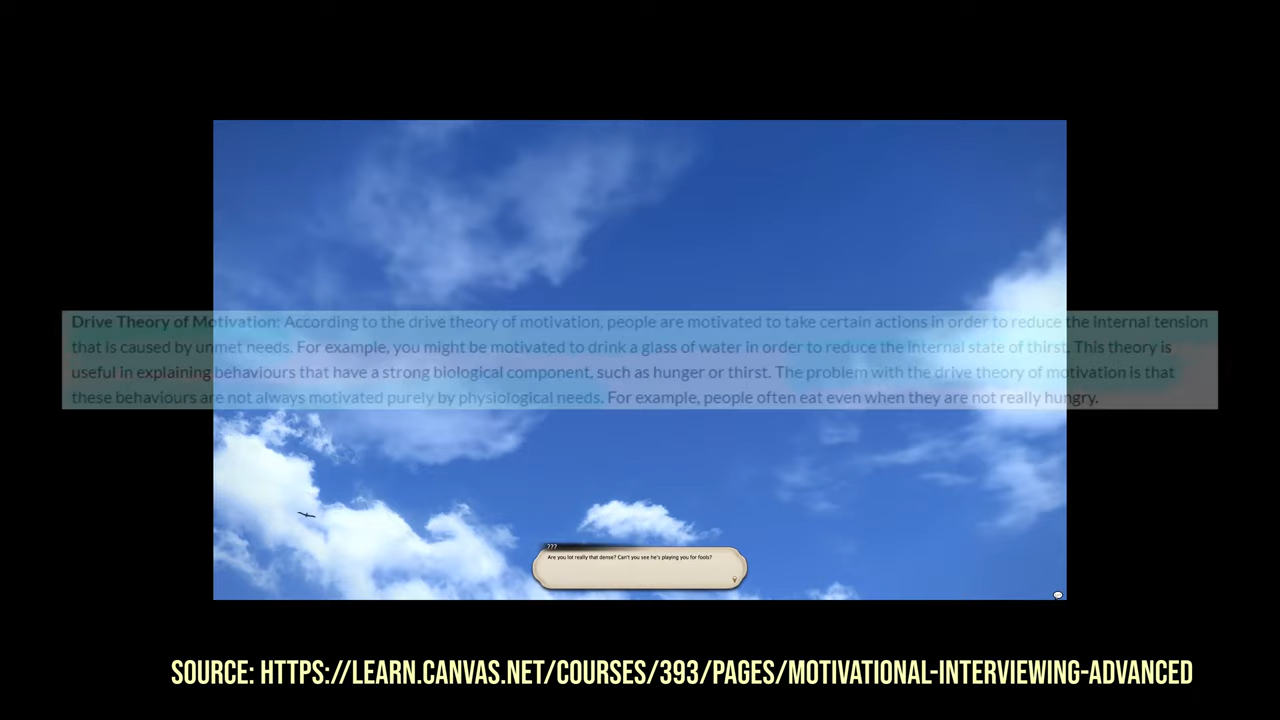 Drive Theory of Motivation: According to the drive theory of motivation, people are motivated to take certain actions in order to reduce the internal tension
that is caused by unmet needs. For example, you might be motivated to drink a glass of water in order to reduce the internal state of thirst. This theory is
useful in explaining behaviours that have a strong biological component, such as hunger or thirst. The problem with the drive theory of motivation is that
these behaviours are not always motivated purely by physiological needs. For example, people often eat even when they are not really hungry.
???
Are you lot really that dense? Can't you see he's playing you for fools?
SOURCE: HTTPS://LEARN.CANVAS.NET/COURSES/393/PAGES/MOTIVATIONAL-INTERVIEWING-ADVANCED